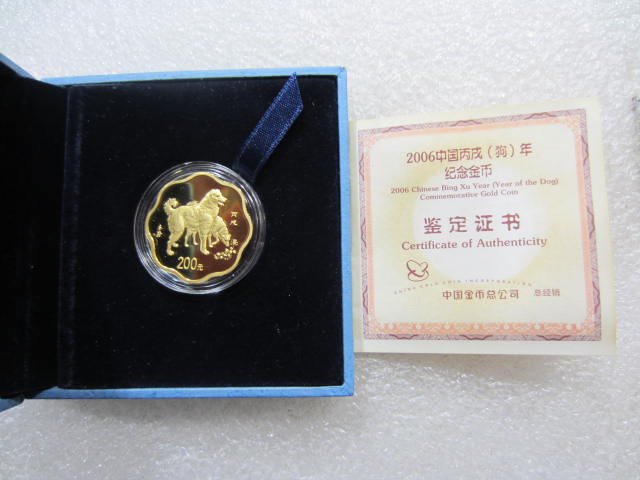 丙戌
200元
2006中国丙戌（狗）年
纪念金币
2006 Chinese Bing Xu Year (Year of the Dog)
Commemorative Gold Coin
鉴定证书
Certificate of Authenticity
CHINA GOLD COIN INCORPORATION
中国金币总公司 总经销